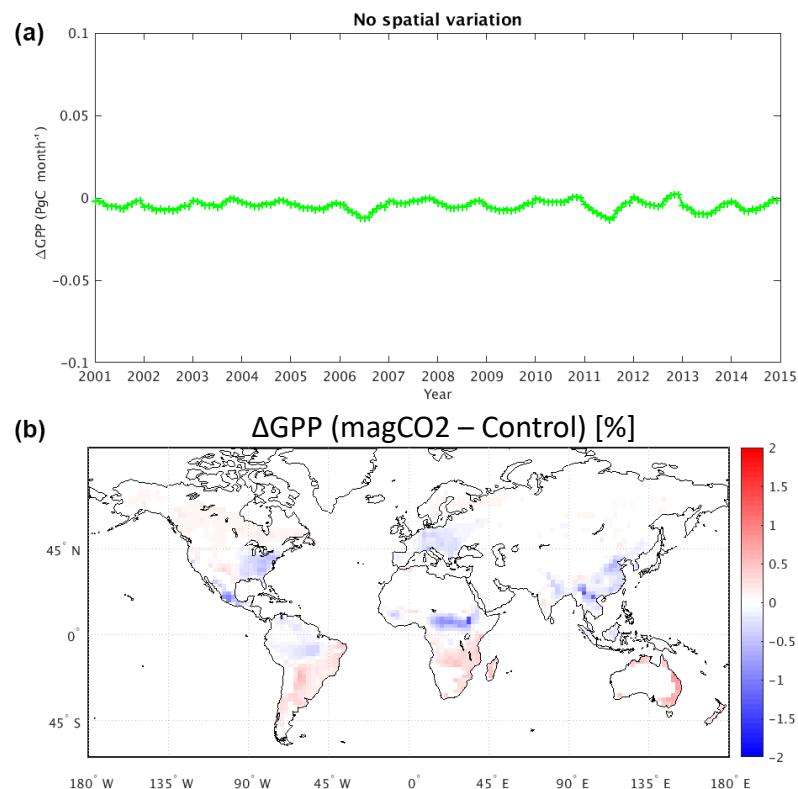 (a)
No spatial variation
ΔGPP (PgC month⁻¹)
0.1
0.05
0
-0.05
-0.1
2001 2002 2003 2004 2005 2006 2007 2008 2009 2010 2011 2012 2013 2014 2015
Year
(b)
ΔGPP (magCO2 – Control) [%]
45° N
0°
45° S
180° W 135° W 90° W 45° W 0° 45° E 90° E 135° E 180° E
2
1.5
1
0.5
0
-0.5
-1
-1.5
-2